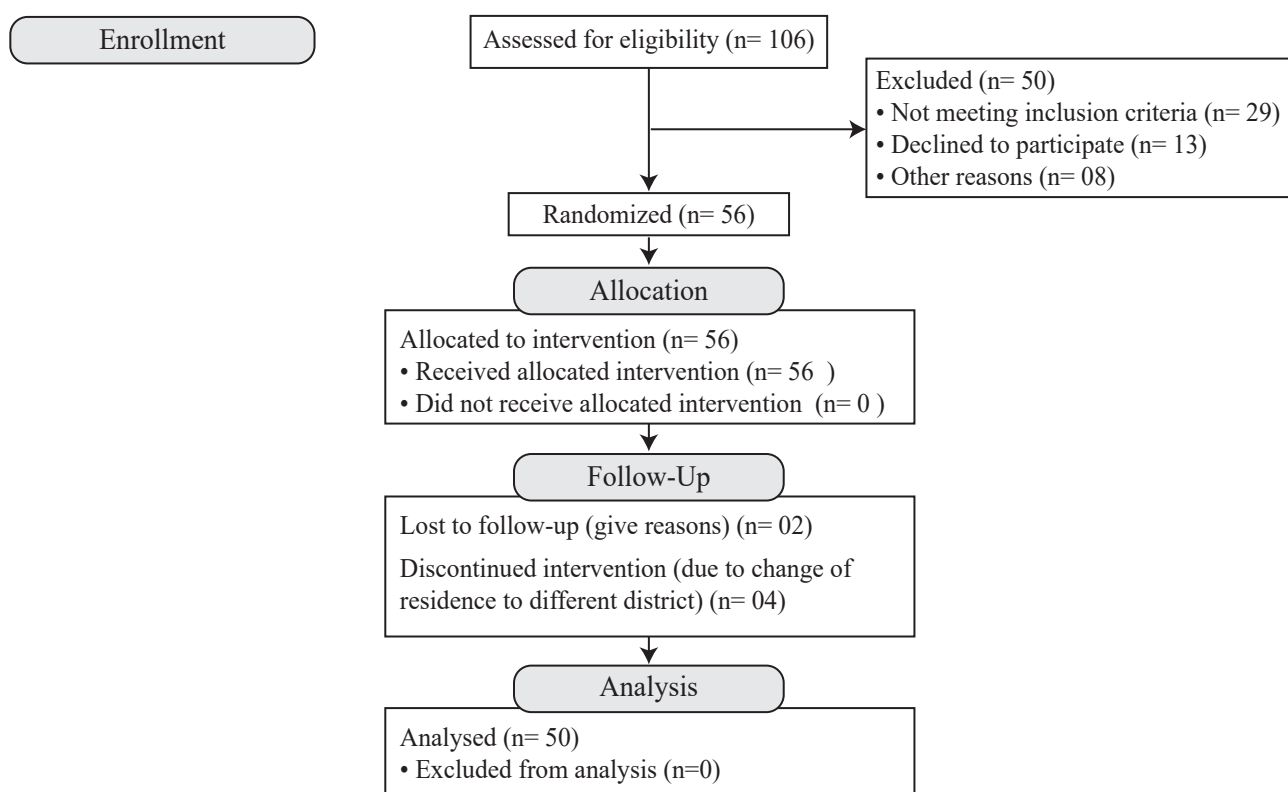 Enrollment
Assessed for eligibility (n= 106)
Excluded (n= 50)
• Not meeting inclusion criteria (n= 29)
• Declined to participate (n= 13)
• Other reasons (n= 08)
Randomized (n= 56)
Allocation
Allocated to intervention (n= 56)
• Received allocated intervention (n= 56 )
• Did not receive allocated intervention (n= 0 )
Follow-Up
Lost to follow-up (give reasons) (n= 02)
Discontinued intervention (due to change of
residence to different district) (n= 04)
Analysis
Analysed (n= 50)
• Excluded from analysis (n=0)